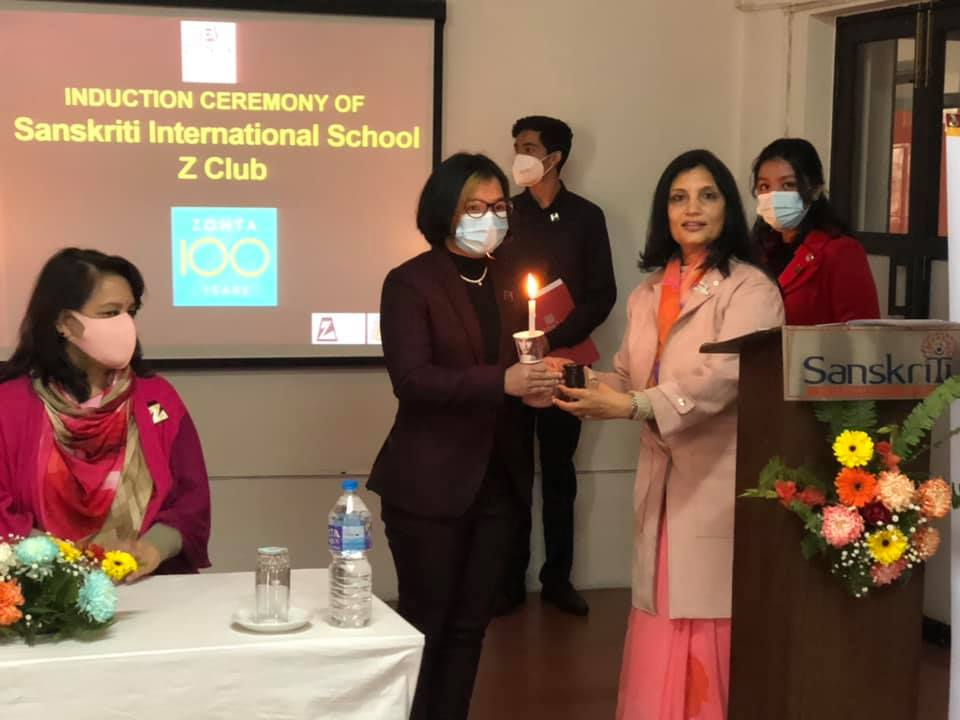 INDUCTION CEREMONY OF
Sanskriti International School
Z Club
ZONTA
100
YEARS
Sanskriti